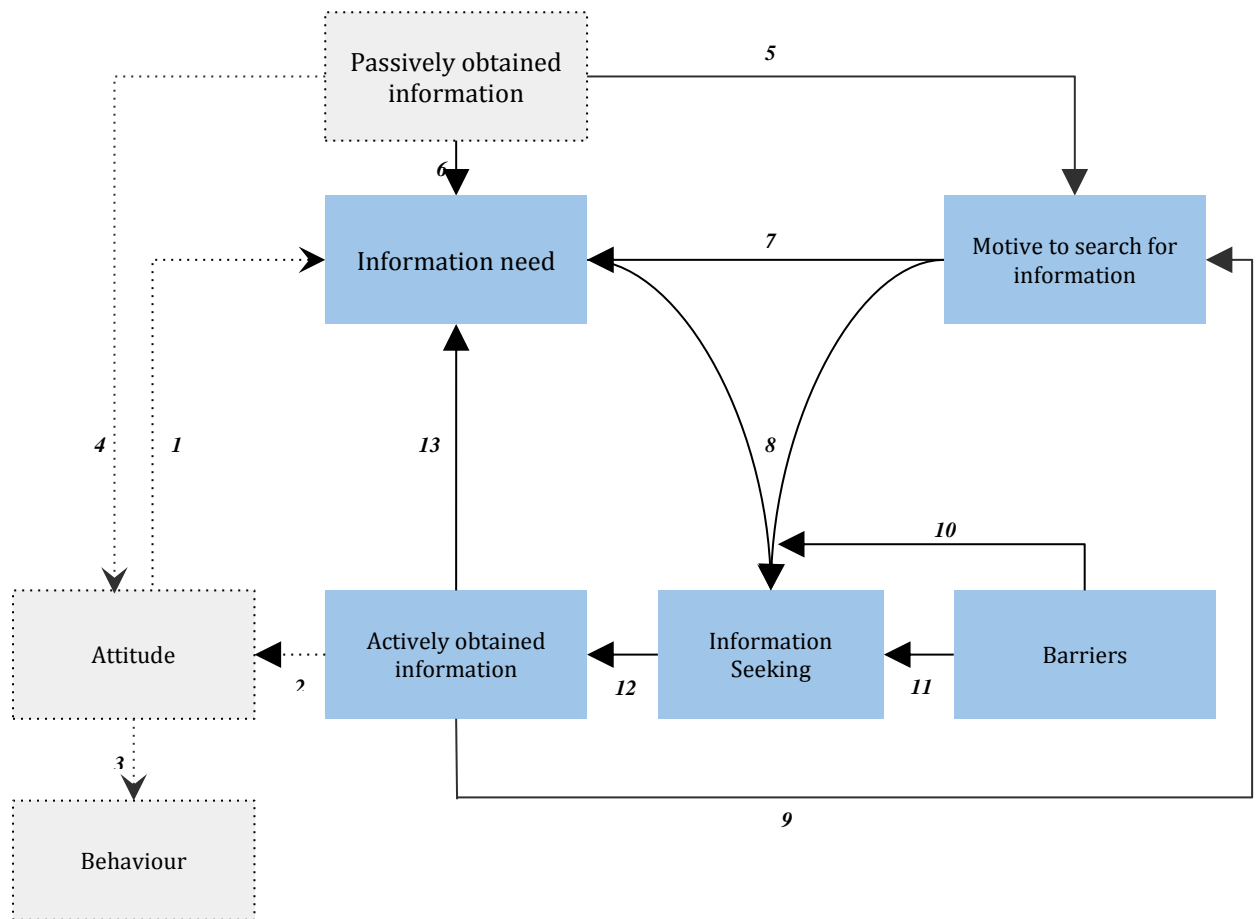 5
Passively obtained
information
6
7
Motive to search for
information
Information need
4
1
13
8
10
Attitude
Actively obtained
information
Information
Seeking
Barriers
2
12
11
3
9
Behaviour